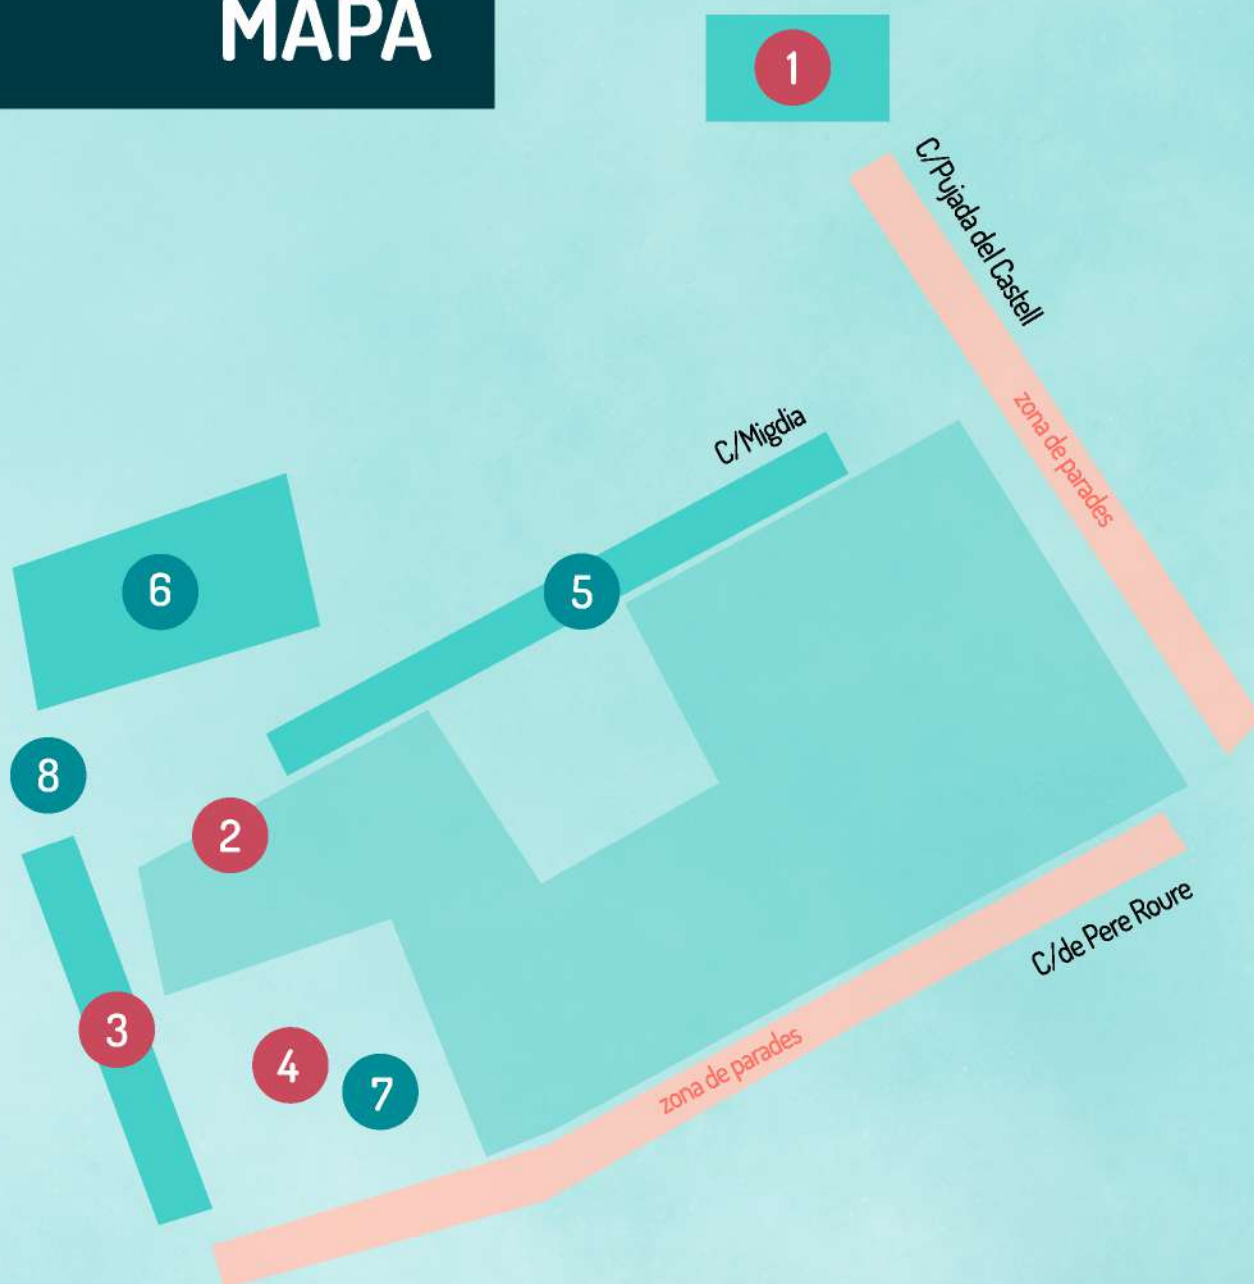 MAPA
1
C/Pujada del Castell
zona de parades
C/Migdia
6
5
8
2
3
4
7
C/de Pere Roure
zona de parades